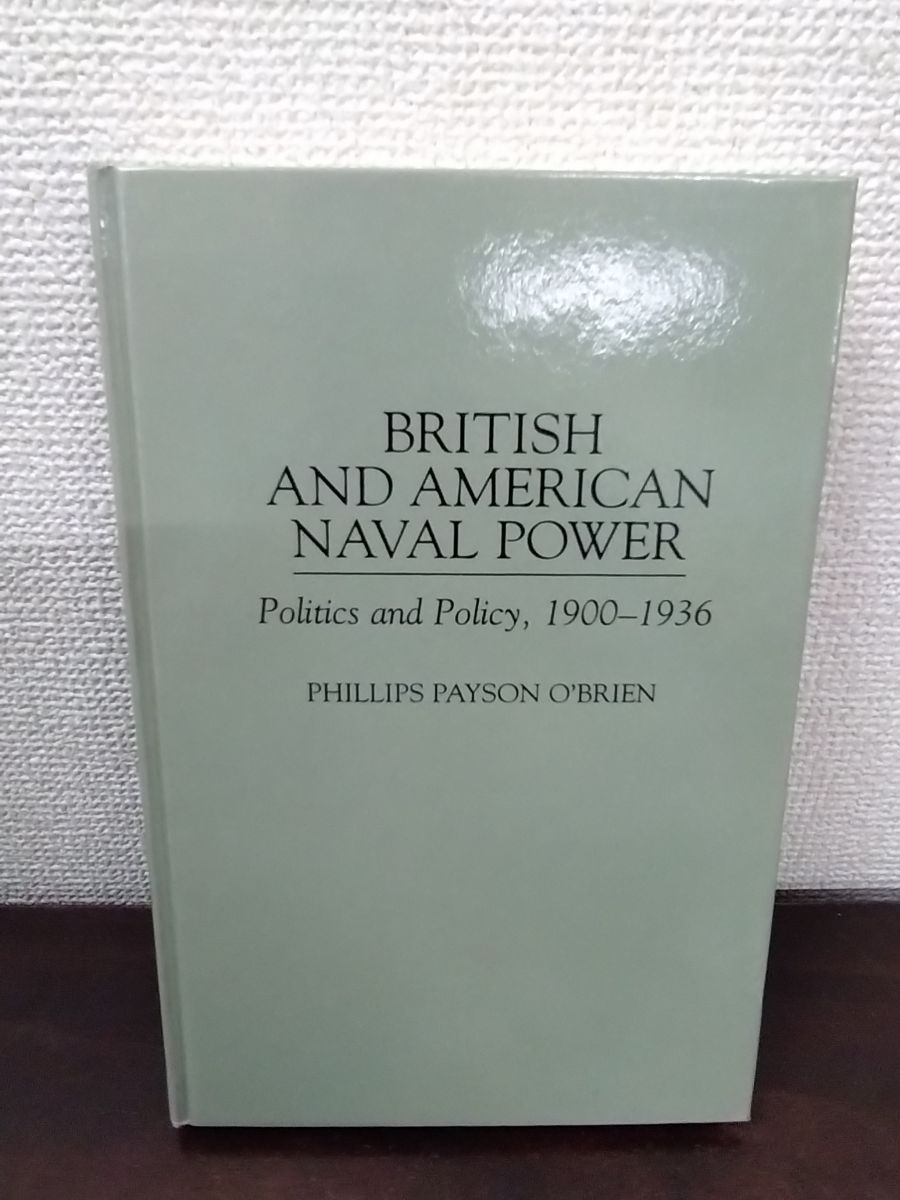 BRITISH
AND AMERICAN
NAVAL POWER
Politics and Policy, 1900–1936
PHILLIPS PAYSON O'BRIEN